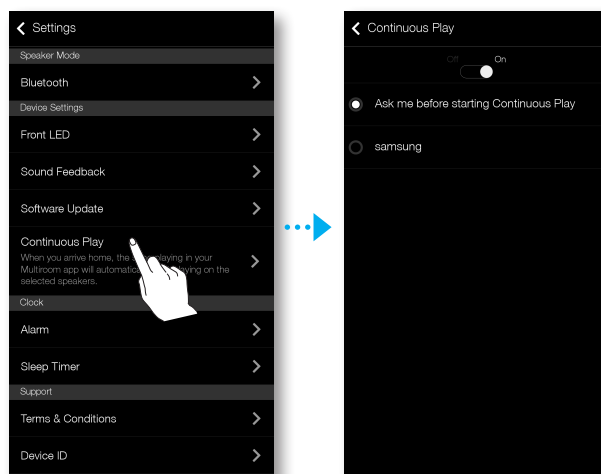 Settings
Speaker Mode
Bluetooth
Device Settings
Front LED
Sound Feedback
Software Update
Continuous Play
When you arrive home, the playing in your
Multiroom app will automatic playing on the
selected speakers.
Clock
Alarm
Sleep Timer
Support
Terms & Conditions
Device ID
Continuous Play
Off On
Ask me before starting Continuous Play
samsung